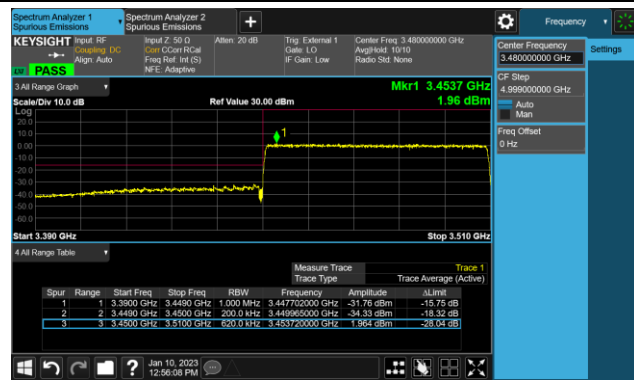 Spectrum Analyzer 1
Spurious Emissions
Spectrum Analyzer 2
Spurious Emissions
Frequency
KEYSIGHT
Input: RF
Coupling: DC
Align: Auto
Input Z: 50 Ω
Corr CCorr RCal
Freq Ref: Int (S)
NFE: Adaptive
Atten: 20 dB
Trig: External 1
Gate: LO
IF Gain: Low
Center Freq: 3.480000000 GHz
Avg|Hold: 10/10
Radio Std: None
PASS
Center Frequency
3.480000000 GHz
Settings
CF Step
4.999000000 GHz
Auto
Man
Freq Offset
0 Hz
3 All Range Graph
Mkr1 3.4537 GHz
Scale/Div 10.0 dB
Ref Value 30.00 dBm
1.96 dBm
Log
20.0
10.0
0.00
-10.0
-20.0
-30.0
-40.0
-50.0
-60.0
1
Start 3.390 GHz
Stop 3.510 GHz
4 All Range Table
Measure Trace Trace 1
Trace Type Trace Average (Active)
Spur Range Start Freq Stop Freq RBW Frequency Amplitude ΔLimit
1 1 3.3900 GHz 3.4490 GHz 1.000 MHz 3.447702000 GHz -31.76 dBm -15.75 dB
2 2 3.4490 GHz 3.4500 GHz 200.0 kHz 3.449965000 GHz -34.33 dBm -18.32 dB
3 3 3.4500 GHz 3.5100 GHz 620.0 kHz 3.453720000 GHz 1.964 dBm -28.04 dB
Jan 10, 2023
12:56:08 PM